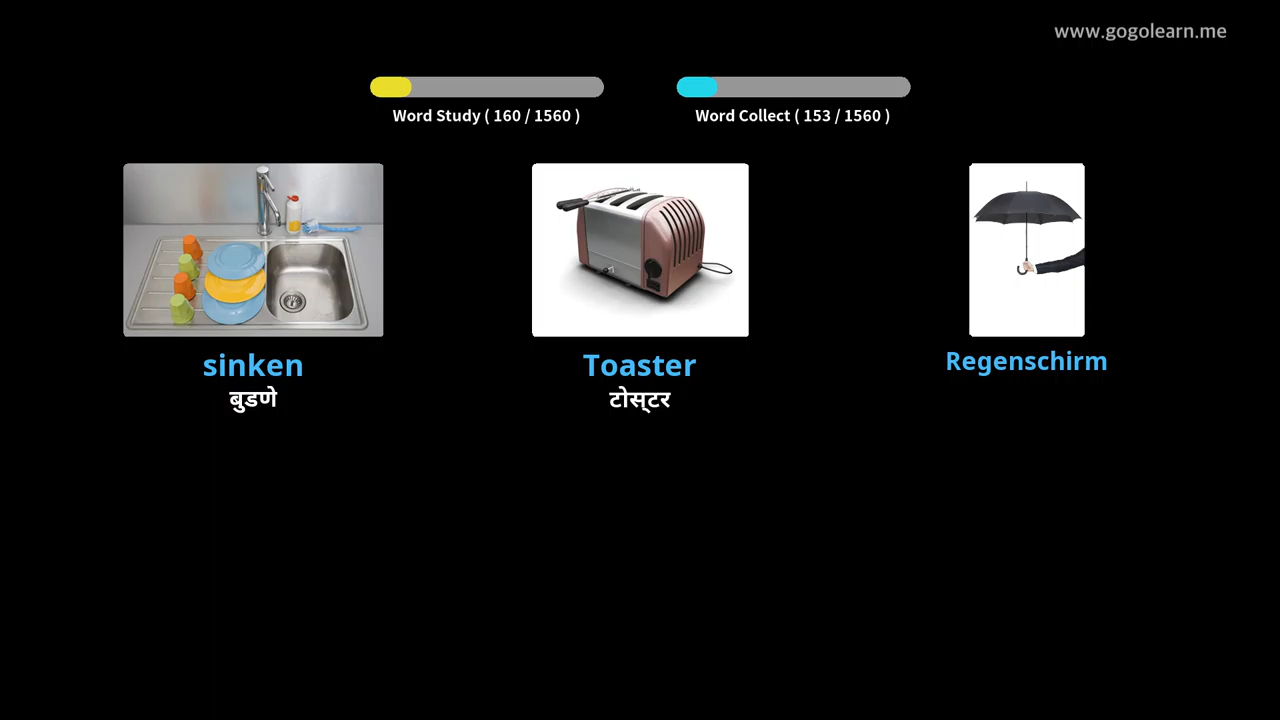 www.gogolearn.me
Word Study ( 160 / 1560 )
Word Collect ( 153 / 1560 )
sinken
बुडणे
Toaster
टोस्टर
Regenschirm